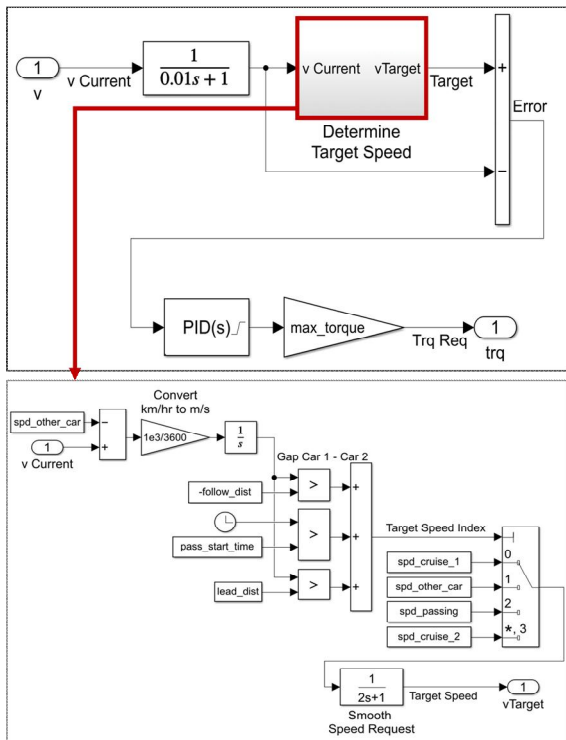 1
v
v Current
1
0.01s + 1
v Current
vTarget
Determine
Target Speed
Target
+
−
Error
PID(s)
max_torque
Trq Req
1
trq
spd_other_car
1
v Current
−
+
Convert
km/hr to m/s
1e3/3600
1
s
Gap Car 1 - Car 2
-follow_dist
>
+
pass_start_time
>
+
lead_dist
>
+
Target Speed Index
spd_cruise_1
0
spd_other_car
1
spd_passing
2
spd_cruise_2
*, 3
1
2s+1
Smooth
Speed Request
Target Speed
1
vTarget